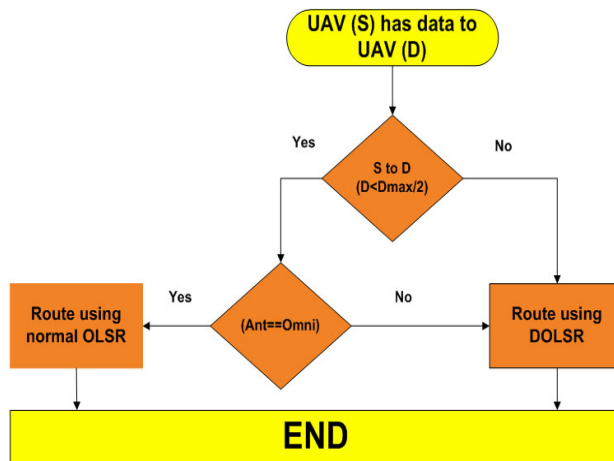 UAV (S) has data to
UAV (D)
Yes
No
S to D
(D<Dmax/2)
Route using
normal OLSR
Yes
(Ant==Omni)
No
Route using
DOLSR
END